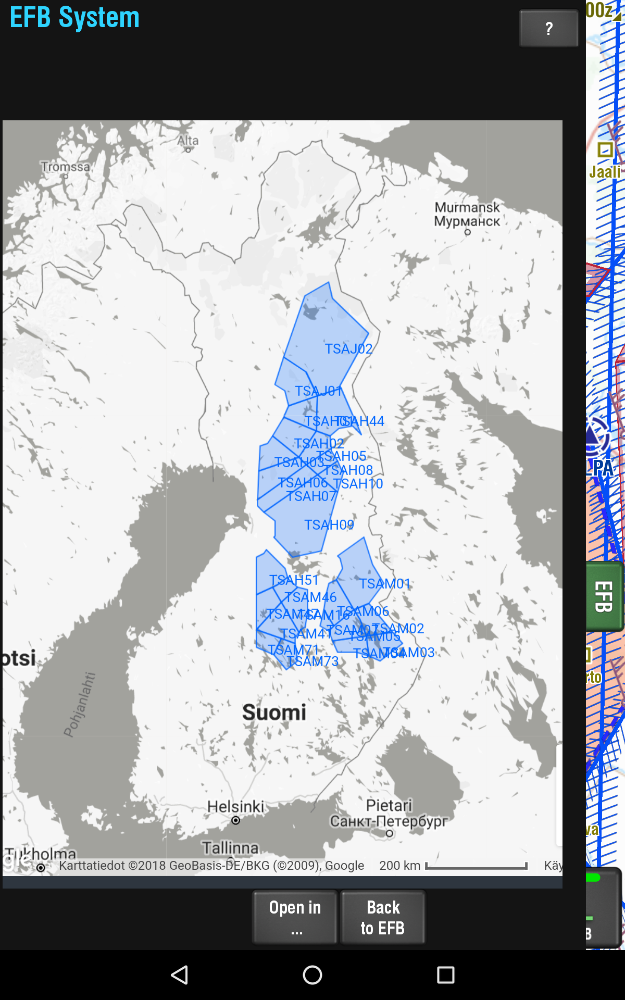 EFB System
?
00z
Alta
Tromssa
Jaali
Murmansk
Мурманск
TSAJ02
TSAJ01
TSAH01
TSAH44
TSAH02
TSAH05
TSAH03
TSAH08
TSAH06
TSAH10
LPA
TSAH07
TSAH09
TSAH51
TSAM01
EFB
TSAM46
TSAM47
TSAM16
TSAM06
TSAM07
TSAM02
TSAM41
TSAM05
TSAM71
TSAM04
TSAM03
TSAM73
otsi
rto
Pohjanlahti
Suomi
Helsinki
Pietari
Санкт-Петербург
va
Tallinna
Tukholma
gle
Karttatiedot ©2018 GeoBasis-DE/BKG (©2009), Google
200 km
Käy
Open in
...
Back
to EFB
B